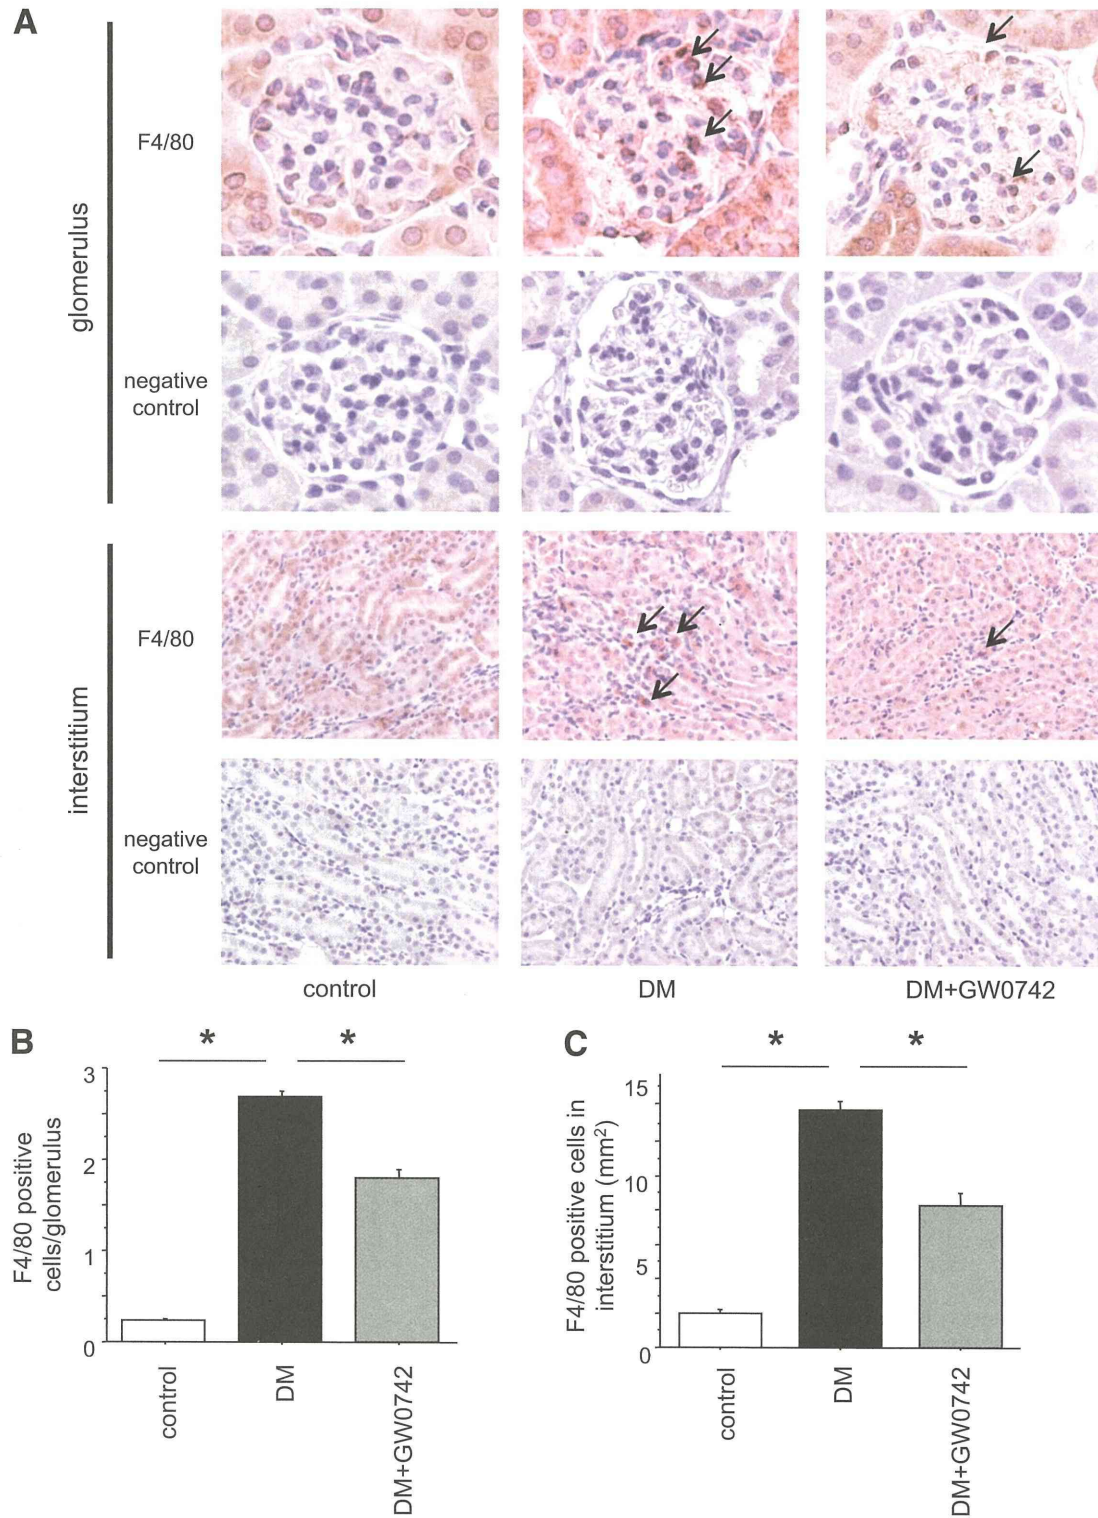 A
glomerulus
F4/80
negative
control
interstitium
F4/80
negative
control
control
DM
DM+GW0742
B
*
*
F4/80 positive
cells/glomerulus
3
2
1
0
control
DM
DM+GW0742
C
*
*
F4/80 positive cells in
interstitium (mm²)
15
10
5
0
control
DM
DM+GW0742